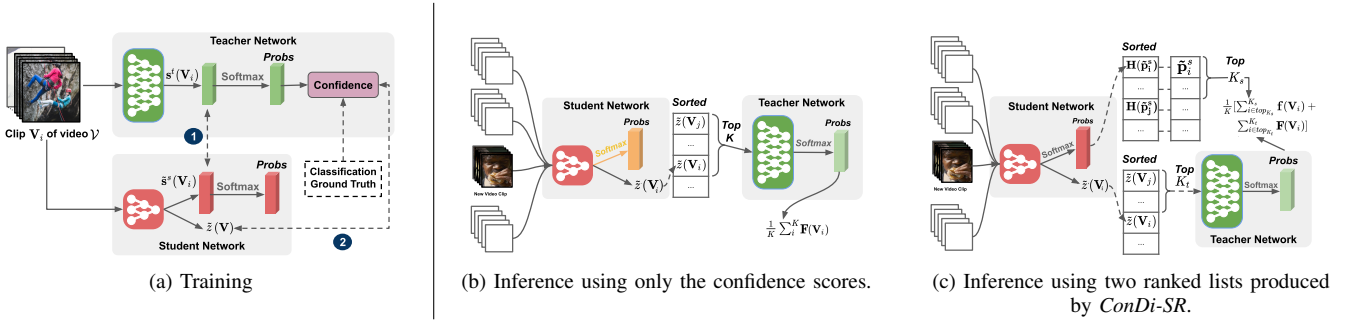 Teacher Network
Probs
s^t(V_i)
Softmax
Confidence
Clip V_i of video 𝒱
1
Classification
Ground Truth
Probs
s̃^s(V_i)
Softmax
z̃(V)
Student Network
2
(a) Training
Student Network
Probs
Softmax
z̃(V_i)
New Video Clip
Sorted
z̃(V_j)
...
z̃(V_i)
...
Top
K
Teacher Network
Probs
Softmax
1/K ∑_i^K F(V_i)
(b) Inference using only the confidence scores.
Sorted
H(p̃_i^s)
p̃_i^s
...
...
H(p̃_j^s)
...
...
...
Top
K_s
1/K [∑_{i∈top_{K_s}}^{K_s} f(V_i) +
∑_{i∈top_{K_t}}^{K_t} F(V_i)]
Student Network
Probs
Softmax
z̃(V_i)
New Video Clip
Sorted
z̃(V_j)
...
z̃(V_i)
...
Top
K_t
Probs
Softmax
Teacher Network
(c) Inference using two ranked lists produced
by ConDi-SR.